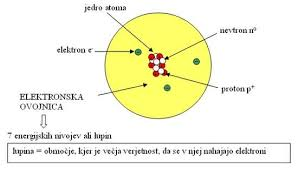 jedro atoma
nevtron n⁰
elektron e-
proton p⁺
ELEKTRONSKA
OVOJNICA
7 energijskih nivojev ali lupin
lupina = območje, kjer je večja verjetnost, da se v njej nahajajo elektroni